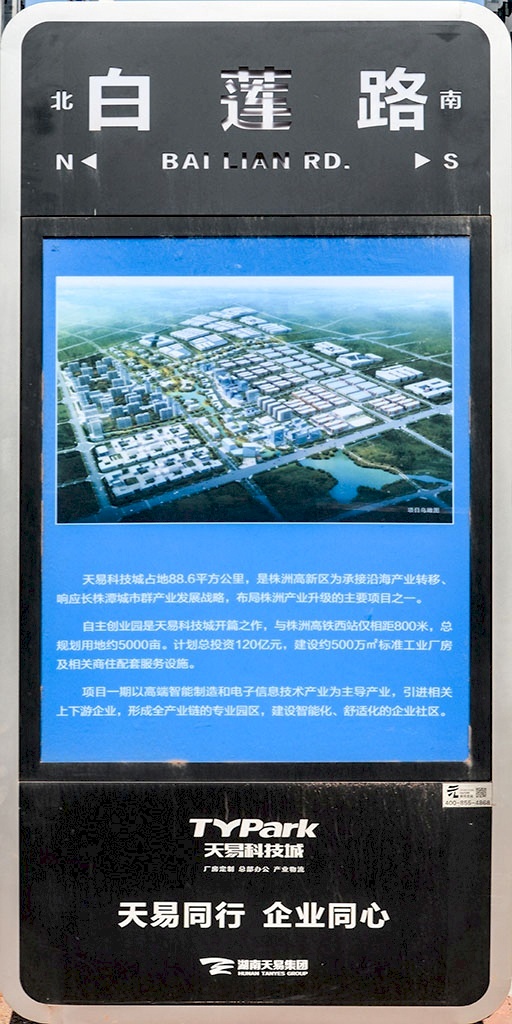 北 白莲路 南
N ◀ BAI LIAN RD. ▶ S
项目鸟瞰图
天易科技城占地88.6平方公里，是株洲高新区为承接沿海产业转移、
响应长株潭城市群产业发展战略，布局株洲产业升级的主要项目之一。
自主创业园是天易科技城开篇之作，与株洲高铁西站仅相距800米，总
规划用地约5000亩。计划总投资120亿元，建设约500万㎡标准工业厂房
及相关商住配套服务设施。
项目一期以高端智能制造和电子信息技术产业为主导产业，引进相关
上下游企业，形成全产业链的专业园区，建设智能化、舒适化的企业社区。
400-855-4868
TYPark
天易科技城
厂房定制 总部办公 产业物流
天易同行 企业同心
湖南天易集团
HUNAN TANYES GROUP